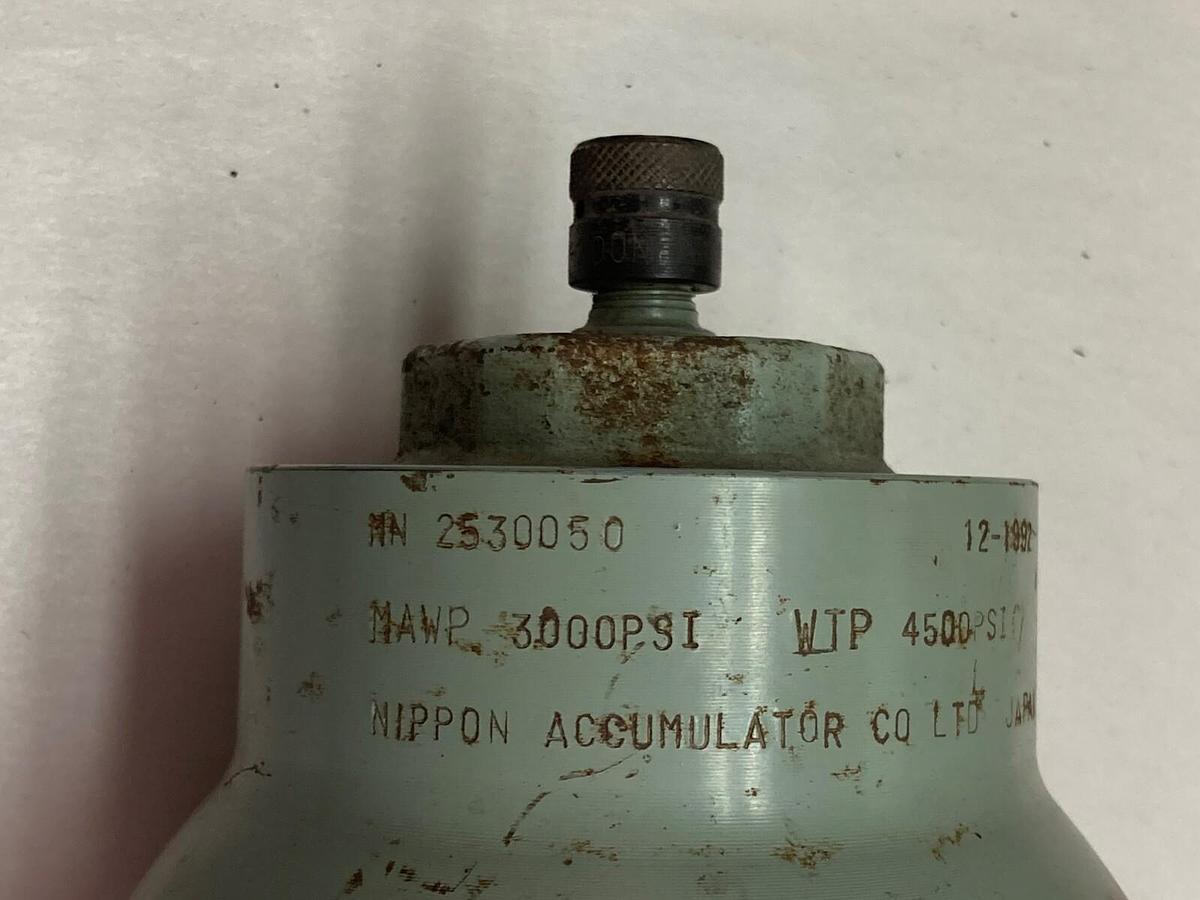 MN 2530050 12-1992
MAWP 3000PSI WTP 4500PSI
NIPPON ACCUMULATOR CO LTD JAPAN